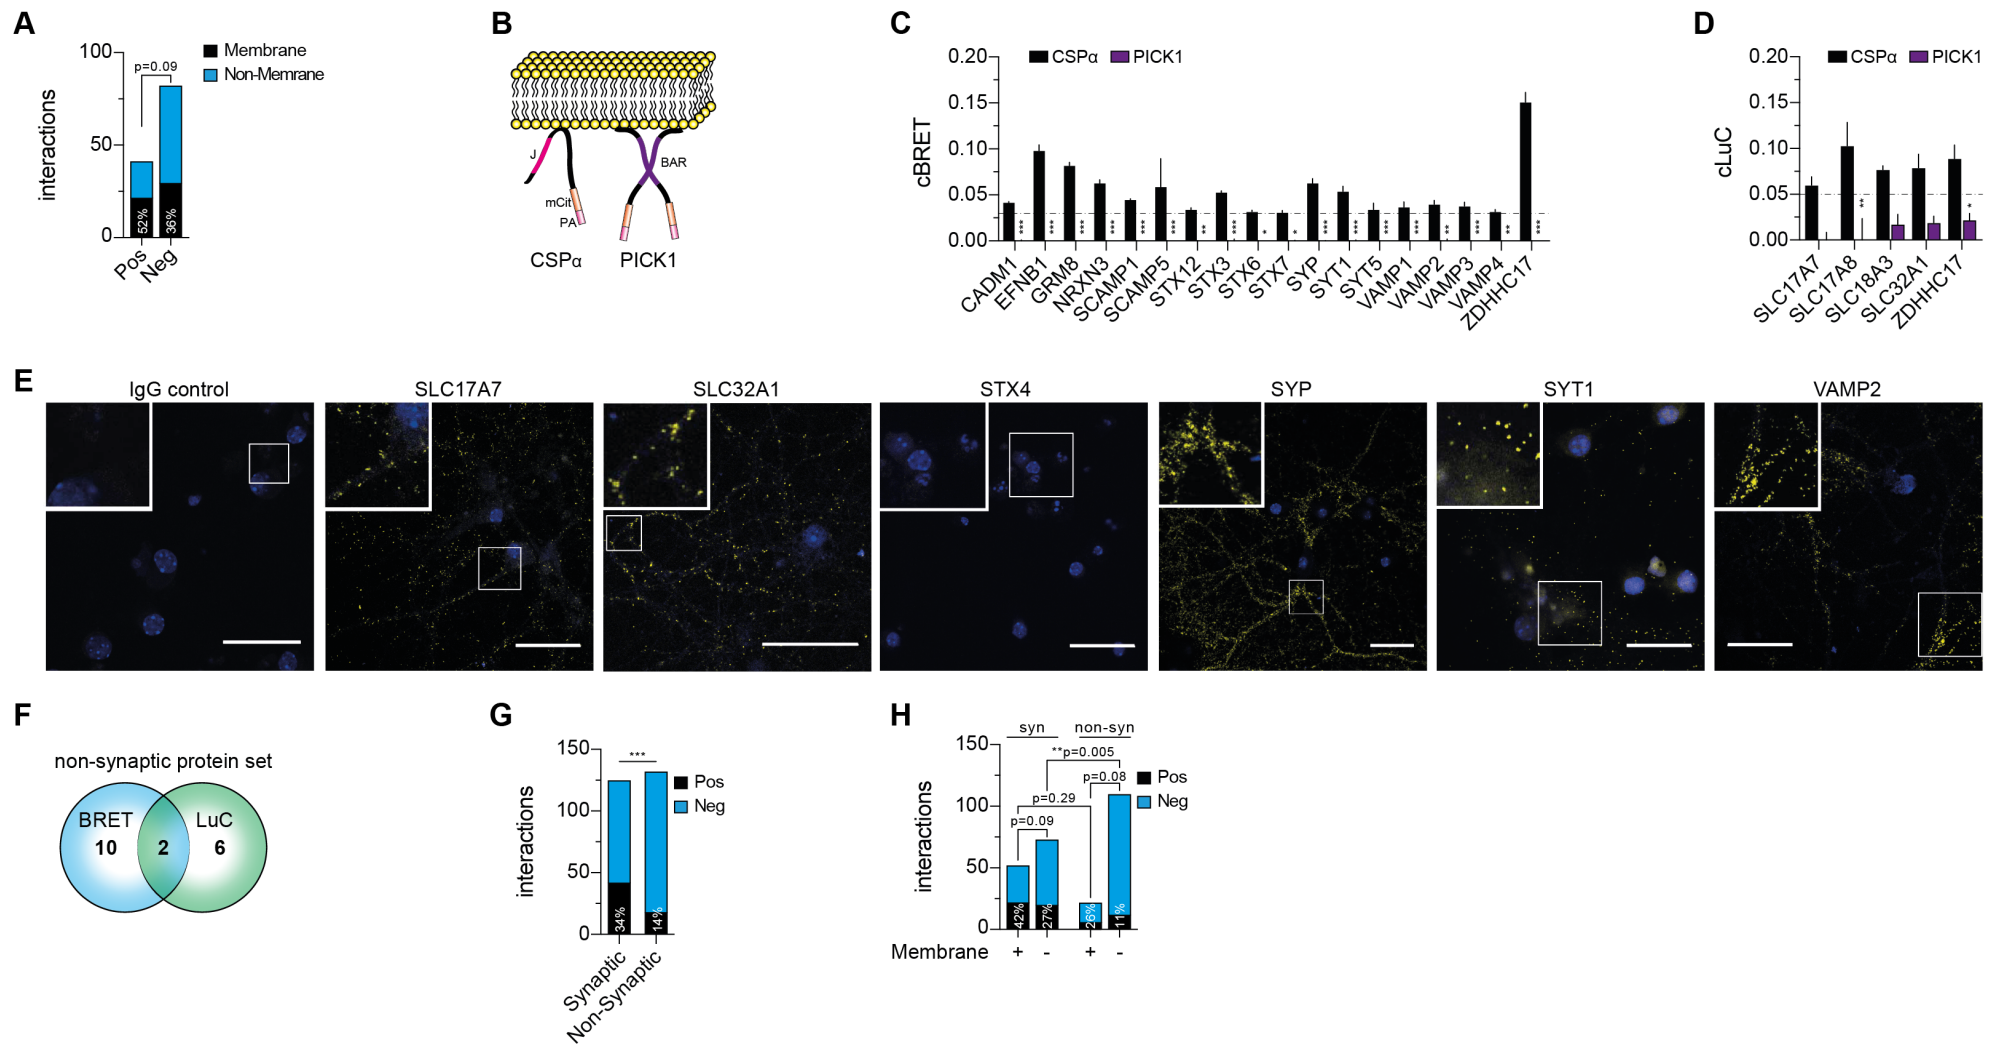 A
100
50
0
interactions
p=0.09
Membrane
Non-Memrane
52%
36%
Pos
Neg
B
J
mCit
PA
BAR
CSPα
PICK1
C
CSPα
PICK1
cBRET
0.20
0.15
0.10
0.05
0.00
***
***
***
***
***
***
**
***
*
*
***
***
***
***
**
***
**
***
CADM1
EFNB1
GRM8
NRXN3
SCAMP1
SCAMP5
STX12
STX3
STX6
STX7
SYP
SYT1
SYT5
VAMP1
VAMP2
VAMP3
VAMP4
ZDHHC17
D
CSPα
PICK1
cLuC
0.20
0.15
0.10
0.05
0.00
**
*
SLC17A7
SLC17A8
SLC18A3
SLC32A1
ZDHHC17
E
IgG control
SLC17A7
SLC32A1
STX4
SYP
SYT1
VAMP2
F
non-synaptic protein set
BRET
10
2
LuC
6
G
interactions
150
100
50
0
***
Pos
Neg
34%
14%
Synaptic
Non-Synaptic
H
interactions
150
100
50
0
syn
non-syn
**p=0.005
p=0.08
p=0.29
p=0.09
Pos
Neg
42%
27%
26%
11%
Membrane + - + -